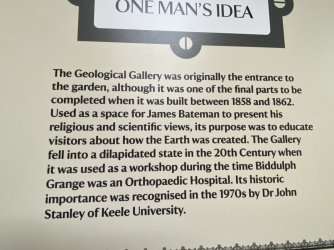 ONE MAN'S IDEA
The Geological Gallery was originally the entrance to
the garden, although it was one of the final parts to be
completed when it was built between 1858 and 1862.
Used as a space for James Bateman to present his
religious and scientific views, its purpose was to educate
visitors about how the Earth was created. The Gallery
fell into a dilapidated state in the 20th Century when
it was used as a workshop during the time Biddulph
Grange was an Orthopaedic Hospital. Its historic
importance was recognised in the 1970s by Dr John
Stanley of Keele University.